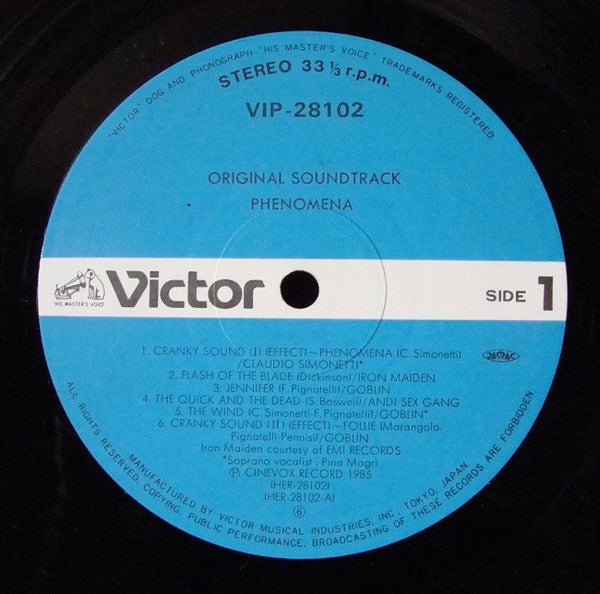 "VICTOR" DOG AND PHONOGRAPH "HIS MASTER'S VOICE" TRADEMARKS REGISTERED
STEREO 33 1/3 r.p.m.
VIP-28102
ORIGINAL SOUNDTRACK
PHENOMENA
HIS MASTER'S VOICE
Victor
SIDE 1
1. CRANKY SOUND (I) (EFFECT) ~ PHENOMENA (C. Simonetti)
/CLAUDIO SIMONETTI*
2. FLASH OF THE BLADE (Dickinson)/IRON MAIDEN
3. JENNIFER (F. Pignatelli)/GOBLIN
4. THE QUICK AND THE DEAD (S. Boswell)/ANDI SEX GANG
5. THE WIND (C. Simonetti-F. Pignatelli)/GOBLIN*
6. CRANKY SOUND (II) (EFFECT) ~ FOLLIE (Marangolo-
Pignatelli-Pennisi)/GOBLIN
Iron Maiden courtesy of EMI RECORDS
*Soprano vocalist : Pina Magri
Ⓟ CINEVOX RECORD 1985
(HER-28102)
(HER-28102-A)
⑥
JASRAC
MANUFACTURED BY VICTOR MUSICAL INDUSTRIES, INC., TOKYO, JAPAN
ALL RIGHTS RESERVED, COPYING, PUBLIC PERFORMANCE, BROADCASTING OF THESE RECORDS ARE FORBIDDEN